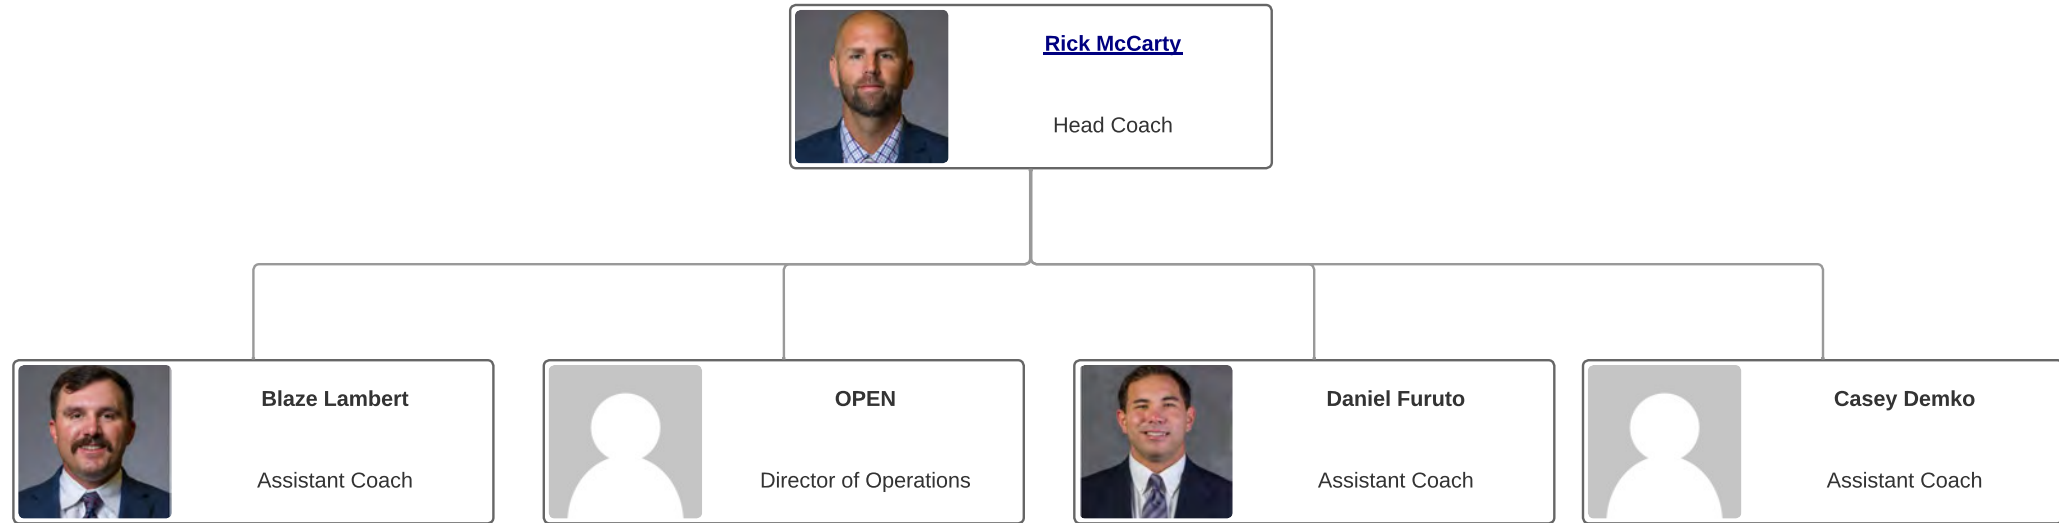 Rick McCarty
Head Coach
Blaze Lambert
Assistant Coach
OPEN
Director of Operations
Daniel Furuto
Assistant Coach
Casey Demko
Assistant Coach